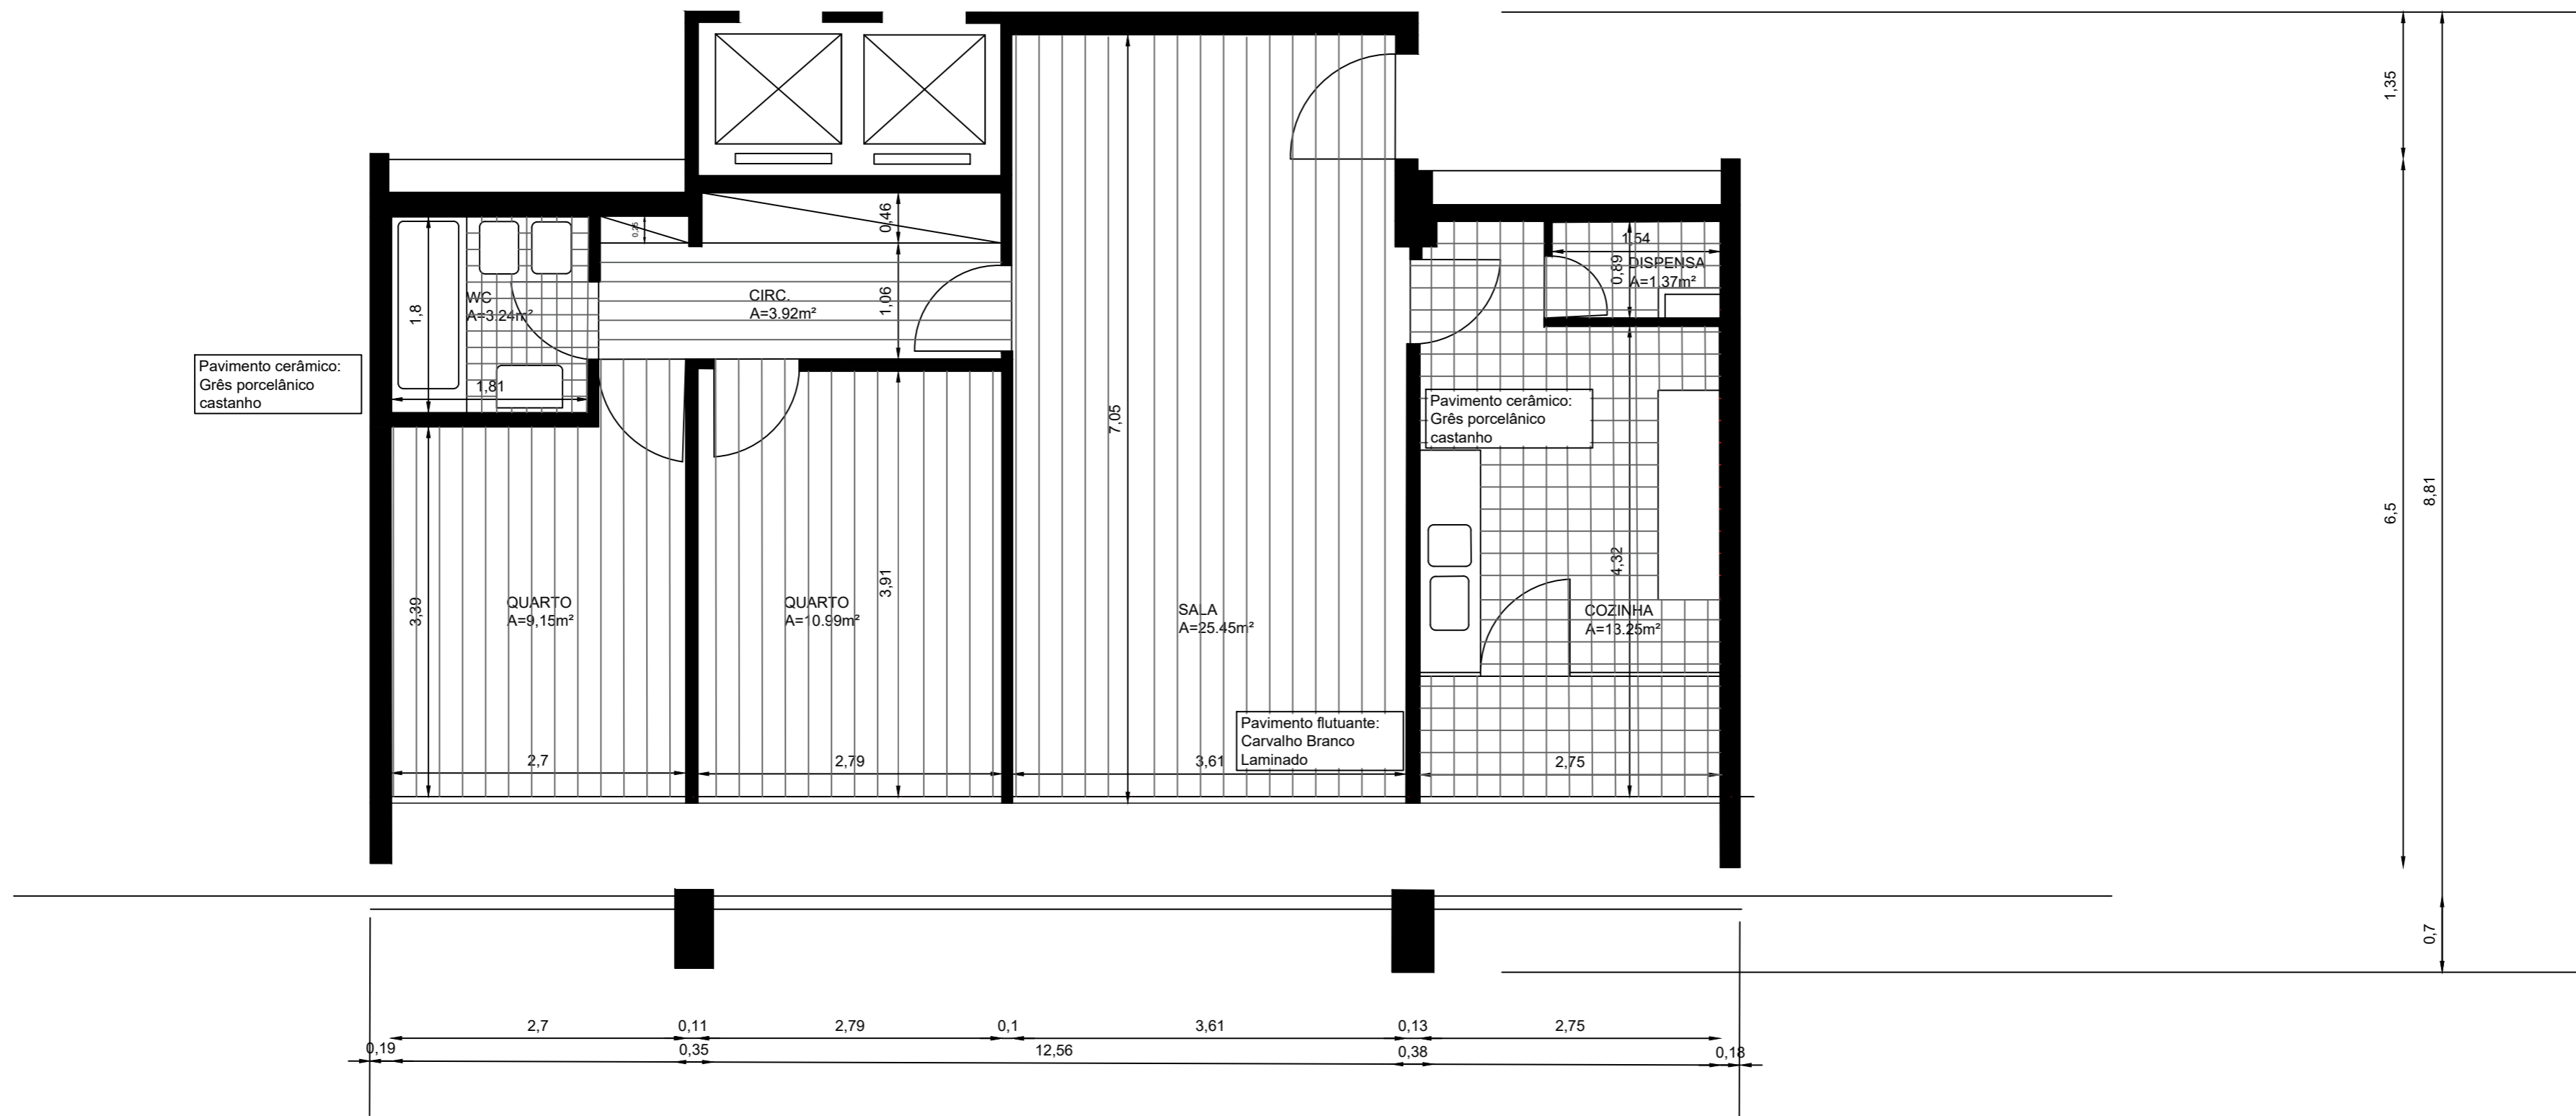 1,35
0,46
0,25
1,54
0,89
DISPENSA
A=1.37m²
WC
A=3.24m²
1,8
CIRC.
A=3.92m²
1,06
Pavimento cerâmico:
Grês porcelânico
castanho
1,81
7,05
Pavimento cerâmico:
Grês porcelânico
castanho
6,5
8,81
4,32
3,91
3,39
QUARTO
A=9,15m²
QUARTO
A=10.99m²
SALA
A=25.45m²
COZINHA
A=13.25m²
Pavimento flutuante:
Carvalho Branco
Laminado
2,7
2,79
3,61
2,75
0,7
2,7
0,11
2,79
0,1
3,61
0,13
2,75
0,19
0,35
12,56
0,38
0,18